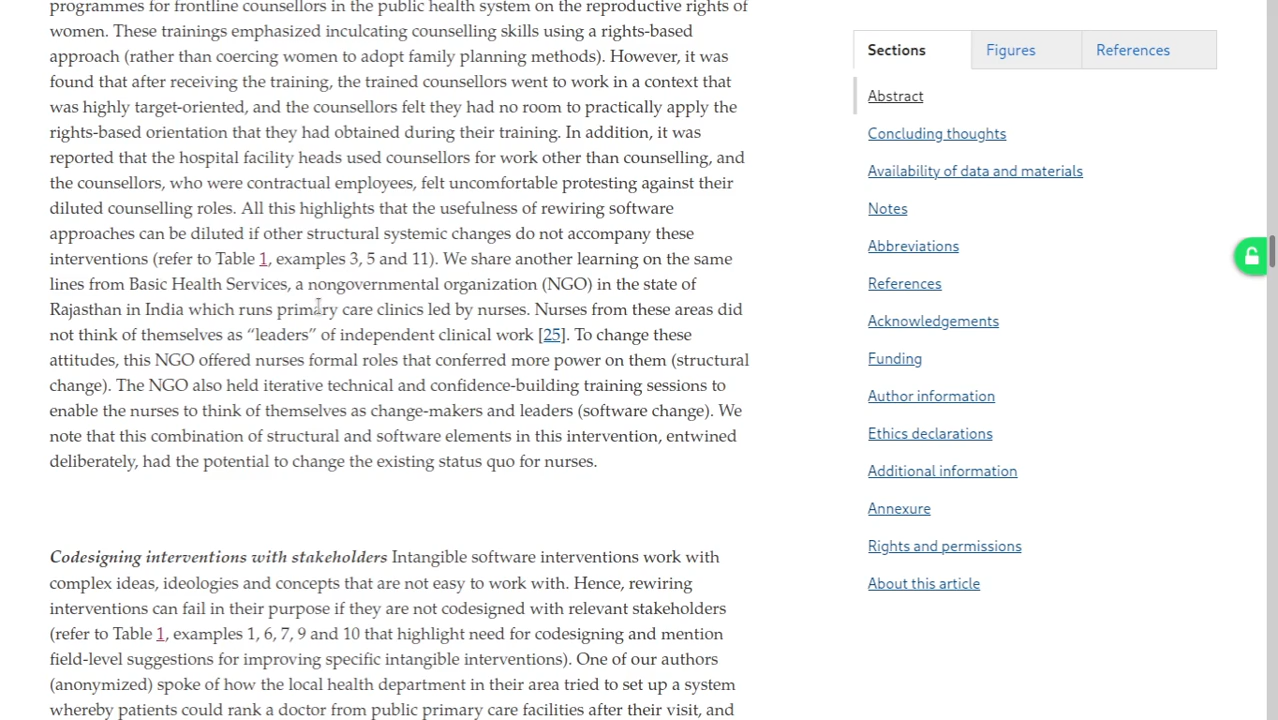 programmes for frontline counsellors in the public health system on the reproductive rights of
women. These trainings emphasized inculcating counselling skills using a rights-based
approach (rather than coercing women to adopt family planning methods). However, it was
found that after receiving the training, the trained counsellors went to work in a context that
was highly target-oriented, and the counsellors felt they had no room to practically apply the
rights-based orientation that they had obtained during their training. In addition, it was
reported that the hospital facility heads used counsellors for work other than counselling, and
the counsellors, who were contractual employees, felt uncomfortable protesting against their
diluted counselling roles. All this highlights that the usefulness of rewiring software
approaches can be diluted if other structural systemic changes do not accompany these
interventions (refer to Table 1, examples 3, 5 and 11). We share another learning on the same
lines from Basic Health Services, a nongovernmental organization (NGO) in the state of
Rajasthan in India which runs primary care clinics led by nurses. Nurses from these areas did
not think of themselves as “leaders” of independent clinical work [25]. To change these
attitudes, this NGO offered nurses formal roles that conferred more power on them (structural
change). The NGO also held iterative technical and confidence-building training sessions to
enable the nurses to think of themselves as change-makers and leaders (software change). We
note that this combination of structural and software elements in this intervention, entwined
deliberately, had the potential to change the existing status quo for nurses.
Codesigning interventions with stakeholders Intangible software interventions work with
complex ideas, ideologies and concepts that are not easy to work with. Hence, rewiring
interventions can fail in their purpose if they are not codesigned with relevant stakeholders
(refer to Table 1, examples 1, 6, 7, 9 and 10 that highlight need for codesigning and mention
field-level suggestions for improving specific intangible interventions). One of our authors
(anonymized) spoke of how the local health department in their area tried to set up a system
whereby patients could rank a doctor from public primary care facilities after their visit, and
Sections
Figures
References
Abstract
Concluding thoughts
Availability of data and materials
Notes
Abbreviations
References
Acknowledgements
Funding
Author information
Ethics declarations
Additional information
Annexure
Rights and permissions
About this article